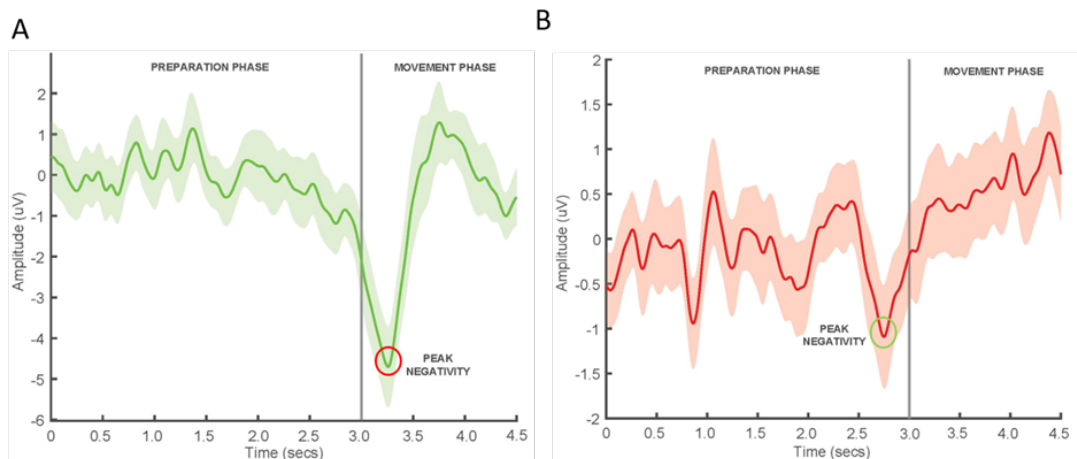 A
PREPARATION PHASE
MOVEMENT PHASE
Amplitude (uV)
2
1
0
-1
-2
-3
-4
-5
-6
PEAK
NEGATIVITY
0
0.5
1.0
1.5
2.0
2.5
3.0
3.5
4.0
4.5
Time (secs)
B
PREPARATION PHASE
MOVEMENT PHASE
Amplitude (uV)
2
1.5
1
0.5
0
-0.5
-1
-1.5
-2
PEAK
NEGATIVITY
0
0.5
1.0
1.5
2.0
2.5
3.0
3.5
4.0
4.5
Time (secs)